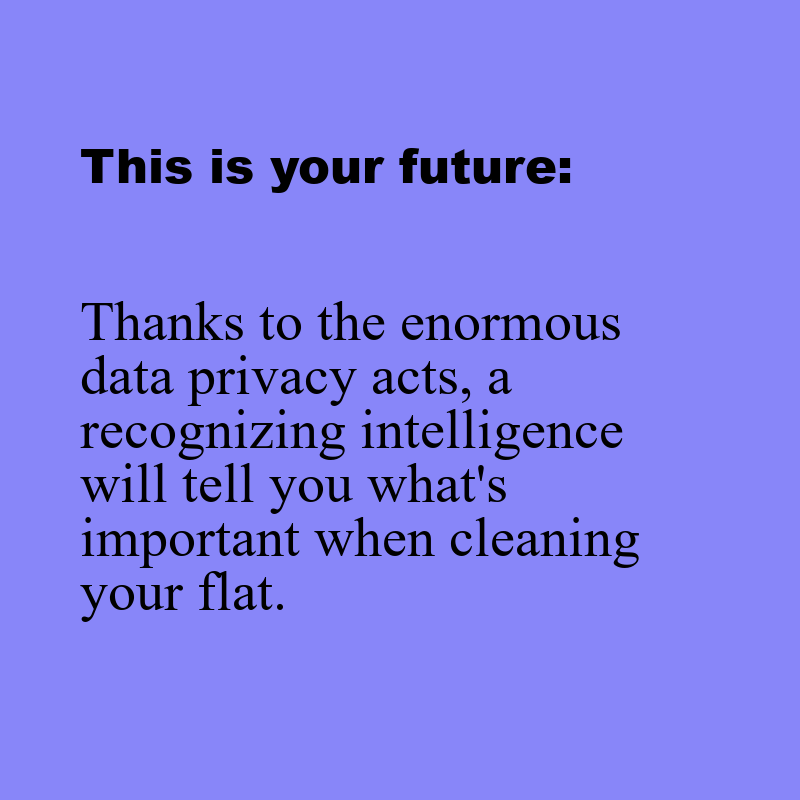 This is your future:
Thanks to the enormous
data privacy acts, a
recognizing intelligence
will tell you what's
important when cleaning
your flat.